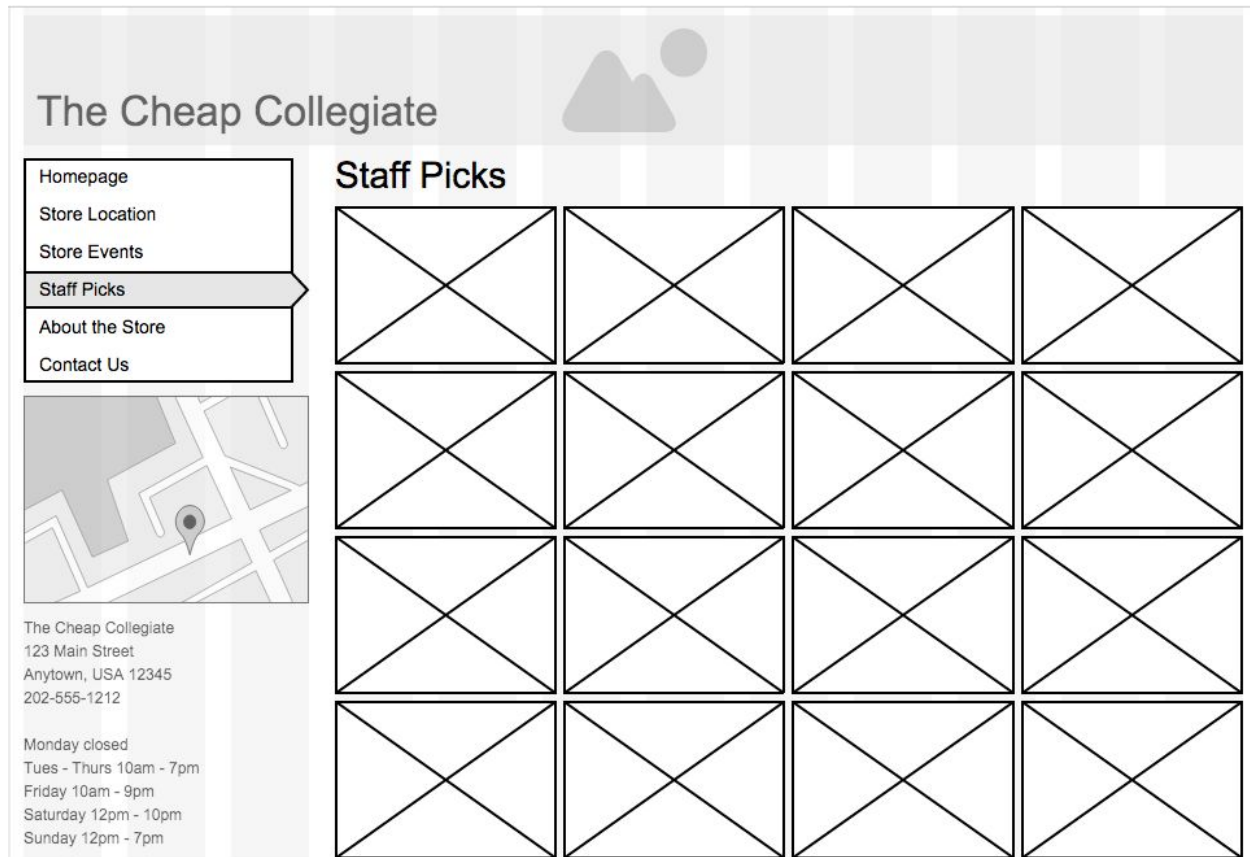 The Cheap Collegiate
Homepage
Store Location
Store Events
Staff Picks
About the Store
Contact Us
The Cheap Collegiate
123 Main Street
Anytown, USA 12345
202-555-1212
Monday closed
Tues - Thurs 10am - 7pm
Friday 10am - 9pm
Saturday 12pm - 10pm
Sunday 12pm - 7pm
Staff Picks